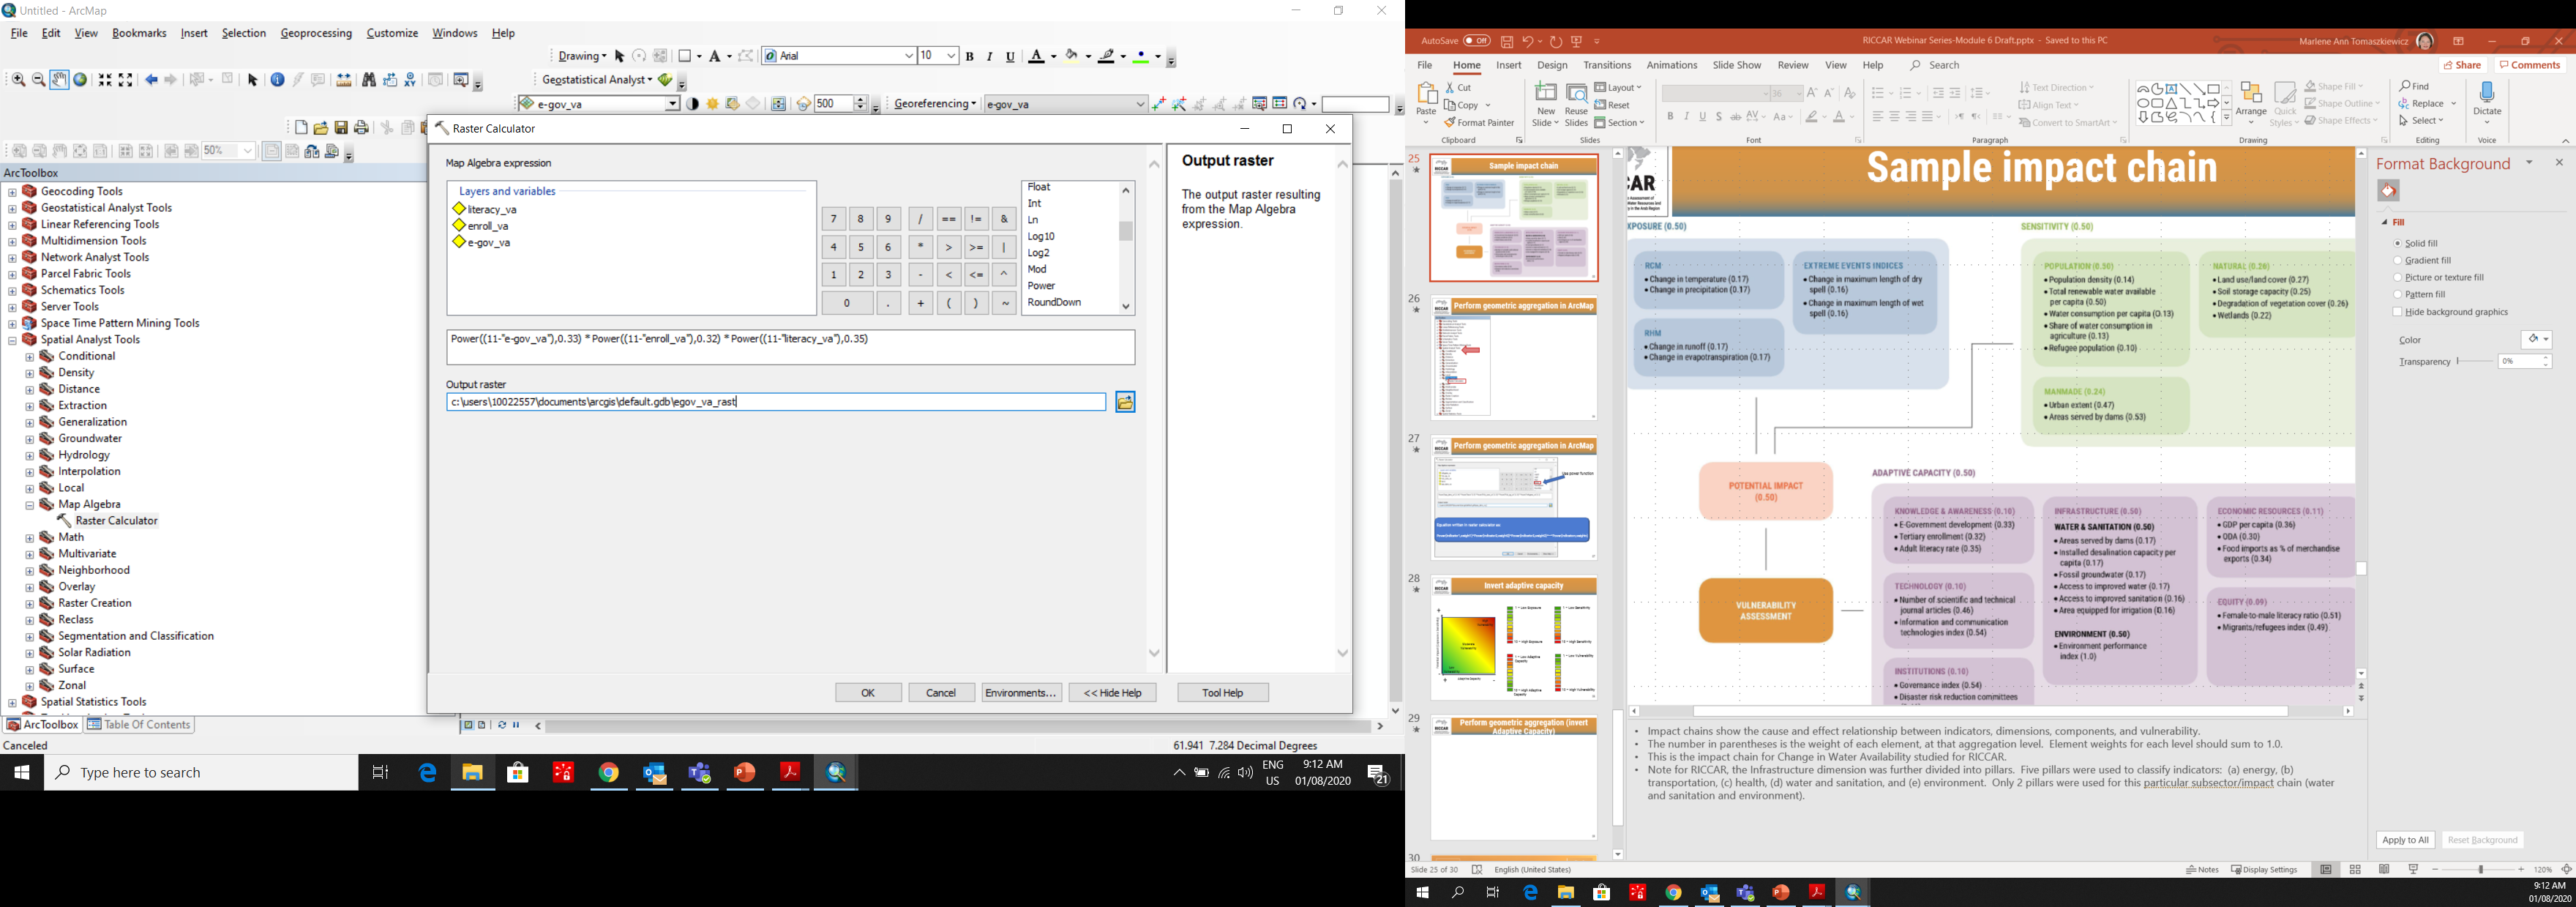 Untitled - ArcMap
File Edit View Bookmarks Insert Selection Geoprocessing Customize Windows Help
Drawing Arial 10 B I U A
Geostatistical Analyst
e-gov_va 500 Georeferencing e-gov_va
50%
ArcToolbox
Geocoding Tools
Geostatistical Analyst Tools
Linear Referencing Tools
Multidimension Tools
Network Analyst Tools
Parcel Fabric Tools
Schematics Tools
Server Tools
Space Time Pattern Mining Tools
Spatial Analyst Tools
Conditional
Density
Distance
Extraction
Generalization
Groundwater
Hydrology
Interpolation
Local
Map Algebra
Raster Calculator
Math
Multivariate
Neighborhood
Overlay
Raster Creation
Reclass
Segmentation and Classification
Solar Radiation
Surface
Zonal
Spatial Statistics Tools
ArcToolbox Table Of Contents
Canceled
61.941 7.284 Decimal Degrees
Raster Calculator
Map Algebra expression
Layers and variables
literacy_va
enroll_va
e-gov_va
7 8 9 / == != &
4 5 6 * > >= |
1 2 3 - < <= ^
0 . + ( ) ~
Float
Int
Ln
Log10
Log2
Mod
Power
RoundDown
Power((11-"e-gov_va"),0.33) * Power((11-"enroll_va"),0.32) * Power((11-"literacy_va"),0.35)
Output raster
c:\users\10022557\documents\arcgis\default.gdb\egov_va_rast
OK Cancel Environments... << Hide Help Tool Help
Output raster
The output raster resulting
from the Map Algebra
expression.
Type here to search
ENG
US
9:12 AM
01/08/2020
21
AutoSave Off
RICCAR Webinar Series-Module 6 Draft.pptx - Saved to this PC
Marlene Ann Tomaszkiewicz
File Home Insert Design Transitions Animations Slide Show Review View Help Search
Share Comments
Paste
Cut
Copy
Format Painter
Clipboard
New
Slide
Reuse
Slides
Layout
Reset
Section
Slides
36
B I U S ab AV Aa A
Font
Text Direction
Align Text
Convert to SmartArt
Paragraph
Arrange
Quick
Styles
Shape Fill
Shape Outline
Shape Effects
Drawing
Find
Replace
Select
Editing
Dictate
Voice
25
Sample impact chain
26
Perform geometric aggregation in ArcMap
27
Perform geometric aggregation in ArcMap
28
Invert adaptive capacity
29
Perform geometric aggregation (invert
Adaptive Capacity)
30
AR
Sample impact chain
XPOSURE (0.50)
RCM
• Change in temperature (0.17)
• Change in precipitation (0.17)
RHM
• Change in runoff (0.17)
• Change in evapotranspiration (0.17)
EXTREME EVENTS INDICES
• Change in maximum length of dry
spell (0.16)
• Change in maximum length of wet
spell (0.16)
SENSITIVITY (0.50)
POPULATION (0.50)
• Population density (0.14)
• Total renewable water available
per capita (0.50)
• Water consumption per capita (0.13)
• Share of water consumption in
agriculture (0.13)
• Refugee population (0.10)
NATURAL (0.26)
• Land use/land cover (0.27)
• Soil storage capacity (0.25)
• Degradation of vegetation cover (0.26)
• Wetlands (0.22)
MANMADE (0.24)
• Urban extent (0.47)
• Areas served by dams (0.53)
POTENTIAL IMPACT
(0.50)
VULNERABILITY
ASSESSMENT
ADAPTIVE CAPACITY (0.50)
KNOWLEDGE & AWARENESS (0.10)
• E-Government development (0.33)
• Tertiary enrollment (0.32)
• Adult literacy rate (0.35)
TECHNOLOGY (0.10)
• Number of scientific and technical
journal articles (0.46)
• Information and communication
technologies index (0.54)
INSTITUTIONS (0.10)
• Governance index (0.54)
• Disaster risk reduction committees
INFRASTRUCTURE (0.50)
WATER & SANITATION (0.50)
• Areas served by dams (0.17)
• Installed desalination capacity per
capita (0.17)
• Fossil groundwater (0.17)
• Access to improved water (0.17)
• Access to improved sanitation (0.16)
• Area equipped for irrigation (0.16)
ENVIRONMENT (0.50)
• Environment performance
index (1.0)
ECONOMIC RESOURCES (0.11)
• GDP per capita (0.36)
• ODA (0.30)
• Food imports as % of merchandise
exports (0.34)
EQUITY (0.09)
• Female-to-male literacy ratio (0.51)
• Migrants/refugees index (0.49)
• Impact chains show the cause and effect relationship between indicators, dimensions, components, and vulnerability.
• The number in parentheses is the weight of each element, at that aggregation level. Element weights for each level should sum to 1.0.
• This is the impact chain for Change in Water Availability studied for RICCAR.
• Note for RICCAR, the Infrastructure dimension was further divided into pillars. Five pillars were used to classify indicators: (a) energy, (b)
transportation, (c) health, (d) water and sanitation, and (e) environment. Only 2 pillars were used for this particular subsector/impact chain (water
and sanitation and environment).
Format Background
Fill
Solid fill
Gradient fill
Picture or texture fill
Pattern fill
Hide background graphics
Color
Transparency 0%
Apply to All Reset Background
Slide 25 of 30 English (United States) Notes Display Settings 120%
9:12 AM
01/08/2020